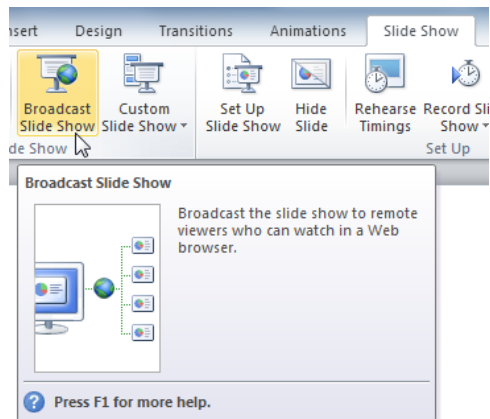 nsert Design Transitions Animations Slide Show
Broadcast Slide Show
Custom Slide Show
Set Up Slide Show
Hide Slide
Rehearse Timings
Record Sli Show
de Show
Set Up
Broadcast Slide Show
Broadcast the slide show to remote
viewers who can watch in a Web
browser.
Press F1 for more help.